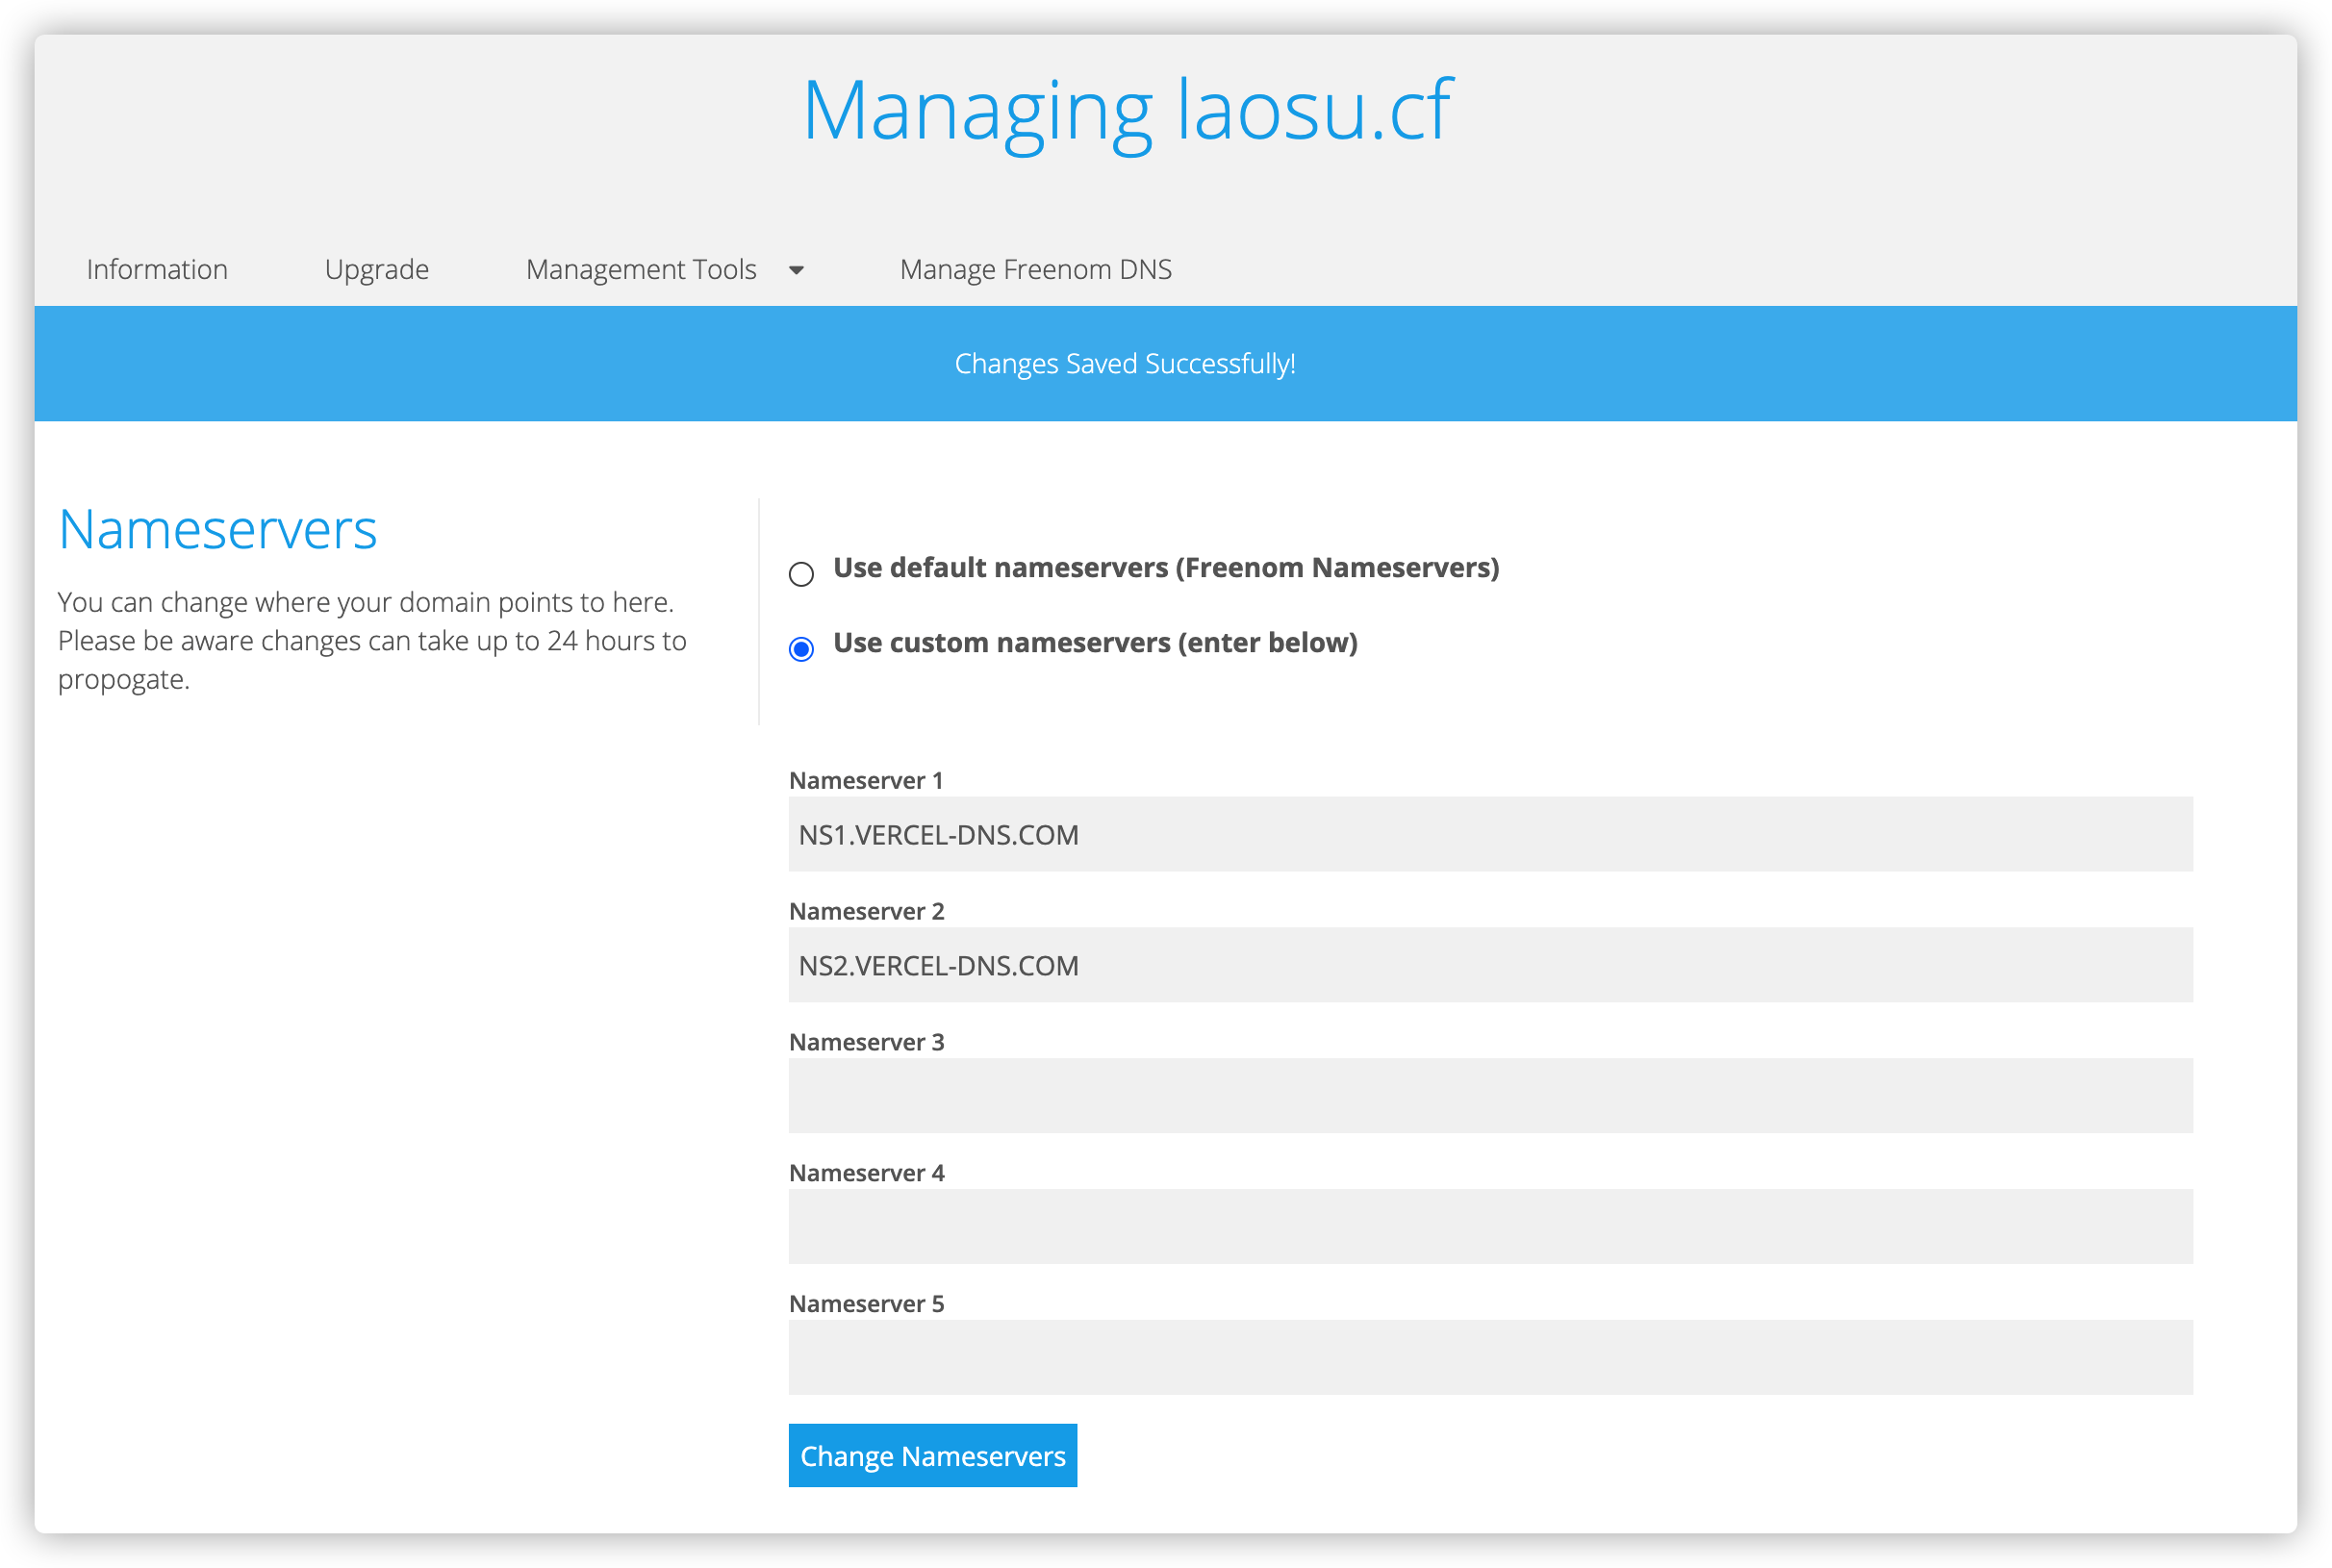 Managing laosu.cf
Information Upgrade Management Tools Manage Freenom DNS
Changes Saved Successfully!
Nameservers
You can change where your domain points to here.
Please be aware changes can take up to 24 hours to
propogate.
Use default nameservers (Freenom Nameservers)
Use custom nameservers (enter below)
Nameserver 1
NS1.VERCEL-DNS.COM
Nameserver 2
NS2.VERCEL-DNS.COM
Nameserver 3
Nameserver 4
Nameserver 5
Change Nameservers